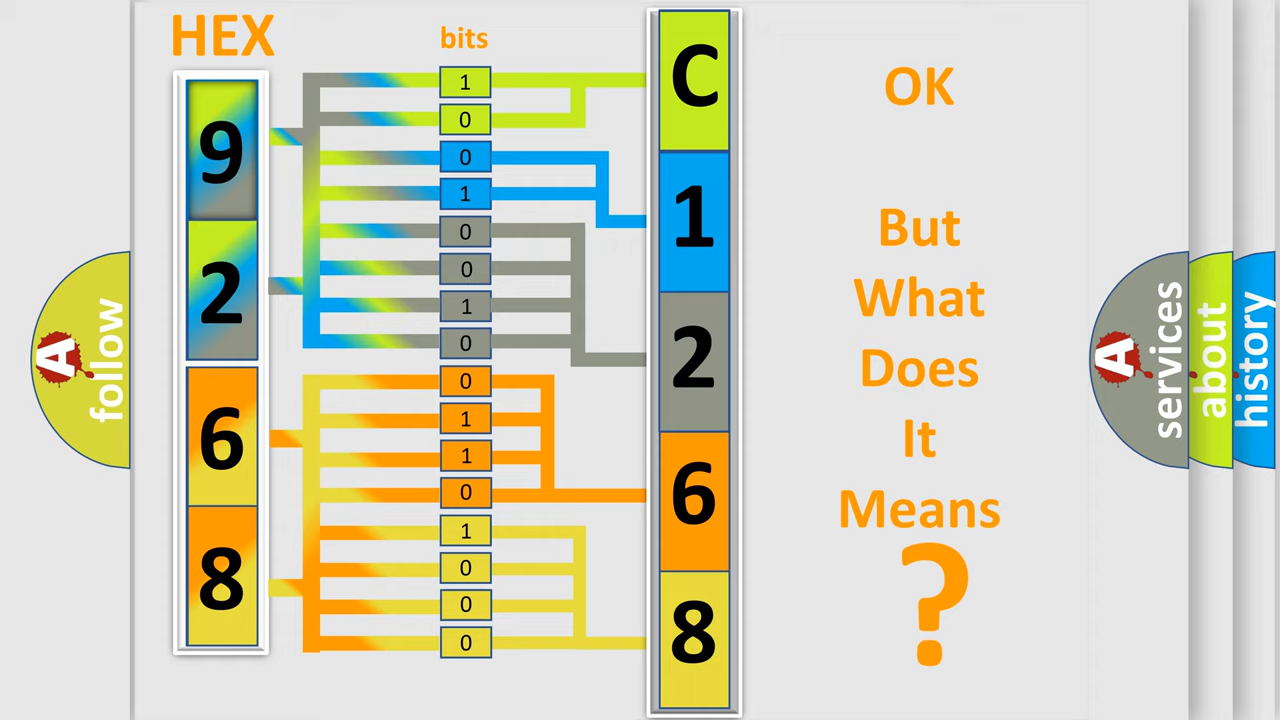 HEX
bits
9
2
6
8
1
0
0
1
0
0
1
0
0
1
1
0
1
0
0
0
C
1
2
6
8
OK
But
What
Does
It
Means
?
A
follow
A
services
about
history